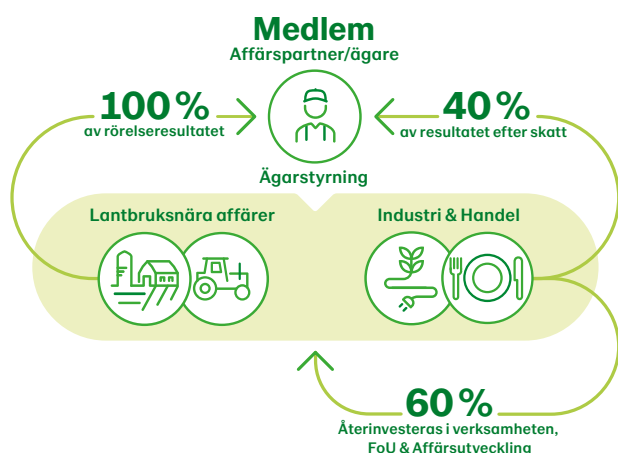 Medlem
Affärspartner/ägare
100 %
av rörelseresultatet
40 %
av resultatet efter skatt
Ägarstyrning
Lantbruksnära affärer
Industri & Handel
60 %
Återinvesteras i verksamheten,
FoU & Affärsutveckling